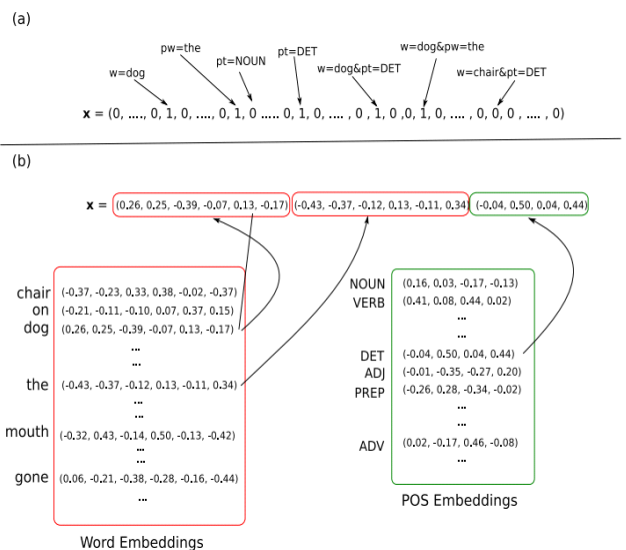 (a)
pw=the
w=dog&pw=the
pt=DET
pt=NOUN
w=dog
w=dog&pt=DET
w=chair&pt=DET
x = (0, ...., 0, 1, 0, ...., 0, 1, 0 ..... 0, 1, 0, .... , 0 , 1, 0 ,0, 1, 0, .... , 0, 0, 0 , .... , 0)
(b)
x = (0.26, 0.25, -0.39, -0.07, 0.13, -0.17) (-0.43, -0.37, -0.12, 0.13, -0.11, 0.34) (-0.04, 0.50, 0.04, 0.44)
chair (-0.37, -0.23, 0.33, 0.38, -0.02, -0.37)
on (-0.21, -0.11, -0.10, 0.07, 0.37, 0.15)
dog (0.26, 0.25, -0.39, -0.07, 0.13, -0.17)
...
...
the (-0.43, -0.37, -0.12, 0.13, -0.11, 0.34)
...
...
mouth (-0.32, 0.43, -0.14, 0.50, -0.13, -0.42)
...
...
gone (0.06, -0.21, -0.38, -0.28, -0.16, -0.44)
...
Word Embeddings
NOUN (0.16, 0.03, -0.17, -0.13)
VERB (0.41, 0.08, 0.44, 0.02)
...
...
DET (-0.04, 0.50, 0.04, 0.44)
ADJ (-0.01, -0.35, -0.27, 0.20)
PREP (-0.26, 0.28, -0.34, -0.02)
...
...
ADV (0.02, -0.17, 0.46, -0.08)
...
POS Embeddings